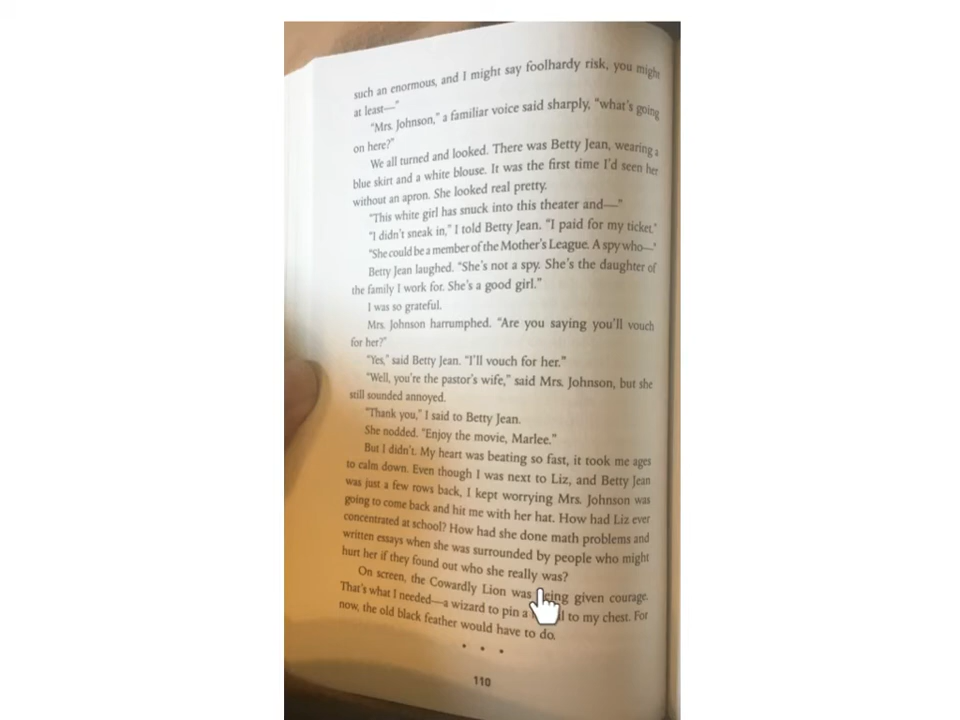 such an enormous, and I might say foolhardy risk, you might
at least—"
"Mrs. Johnson," a familiar voice said sharply, "what's going
on here?"
We all turned and looked. There was Betty Jean, wearing a
blue skirt and a white blouse. It was the first time I'd seen her
without an apron. She looked real pretty.
"This white girl has snuck into this theater and—"
"I didn't sneak in," I told Betty Jean. "I paid for my ticket."
"She could be a member of the Mother's League. A spy who—"
Betty Jean laughed. "She's not a spy. She's the daughter of
the family I work for. She's a good girl."
I was so grateful.
Mrs. Johnson harrumphed. "Are you saying you'll vouch
for her?"
"Yes," said Betty Jean. "I'll vouch for her."
"Well, you're the pastor's wife," said Mrs. Johnson, but she
still sounded annoyed.
"Thank you," I said to Betty Jean.
She nodded. "Enjoy the movie, Marlee."
But I didn't. My heart was beating so fast, it took me ages
to calm down. Even though I was next to Liz, and Betty Jean
was just a few rows back, I kept worrying Mrs. Johnson was
going to come back and hit me with her hat. How had Liz ever
concentrated at school? How had she done math problems and
written essays when she was surrounded by people who might
hurt her if they found out who she really was?
On screen, the Cowardly Lion was being given courage.
That's what I needed—a wizard to pin a to my chest. For
now, the old black feather would have to do.
• • •
110